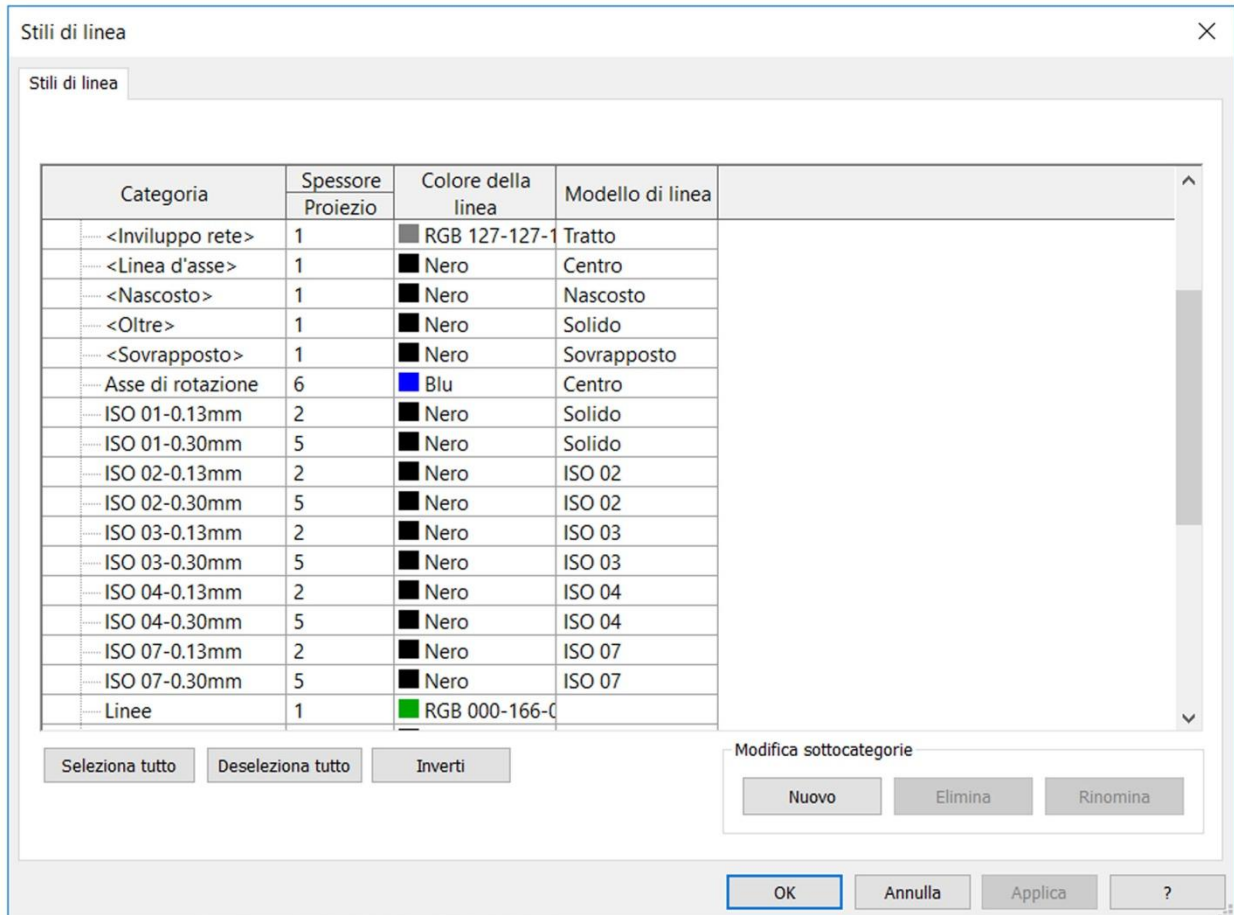 Stili di linea
Stili di linea
Categoria Spessore Colore della linea Modello di linea
Proiezio
<Inviluppo rete> 1 RGB 127-127-1 Tratto
<Linea d'asse> 1 Nero Centro
<Nascosto> 1 Nero Nascosto
<Oltre> 1 Nero Solido
<Sovrapposto> 1 Nero Sovrapposto
Asse di rotazione 6 Blu Centro
ISO 01-0.13mm 2 Nero Solido
ISO 01-0.30mm 5 Nero Solido
ISO 02-0.13mm 2 Nero ISO 02
ISO 02-0.30mm 5 Nero ISO 02
ISO 03-0.13mm 2 Nero ISO 03
ISO 03-0.30mm 5 Nero ISO 03
ISO 04-0.13mm 2 Nero ISO 04
ISO 04-0.30mm 5 Nero ISO 04
ISO 07-0.13mm 2 Nero ISO 07
ISO 07-0.30mm 5 Nero ISO 07
Linee 1 RGB 000-166-0
Seleziona tutto Deseleziona tutto Inverti
Modifica sottocategorie
Nuovo Elimina Rinomina
OK Annulla Applica ?